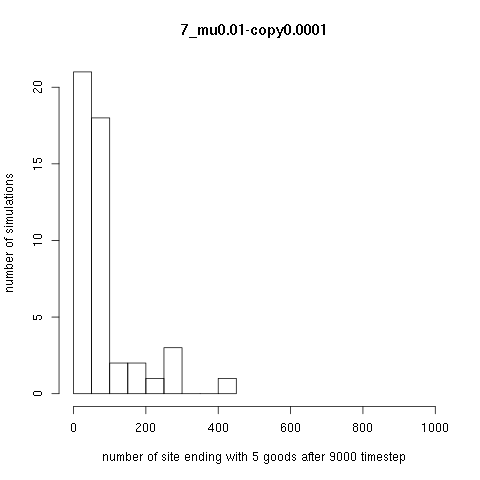 7_mu0.01-copy0.0001
number of simulations
20
15
10
5
0
0 200 400 600 800 1000
number of site ending with 5 goods after 9000 timestep